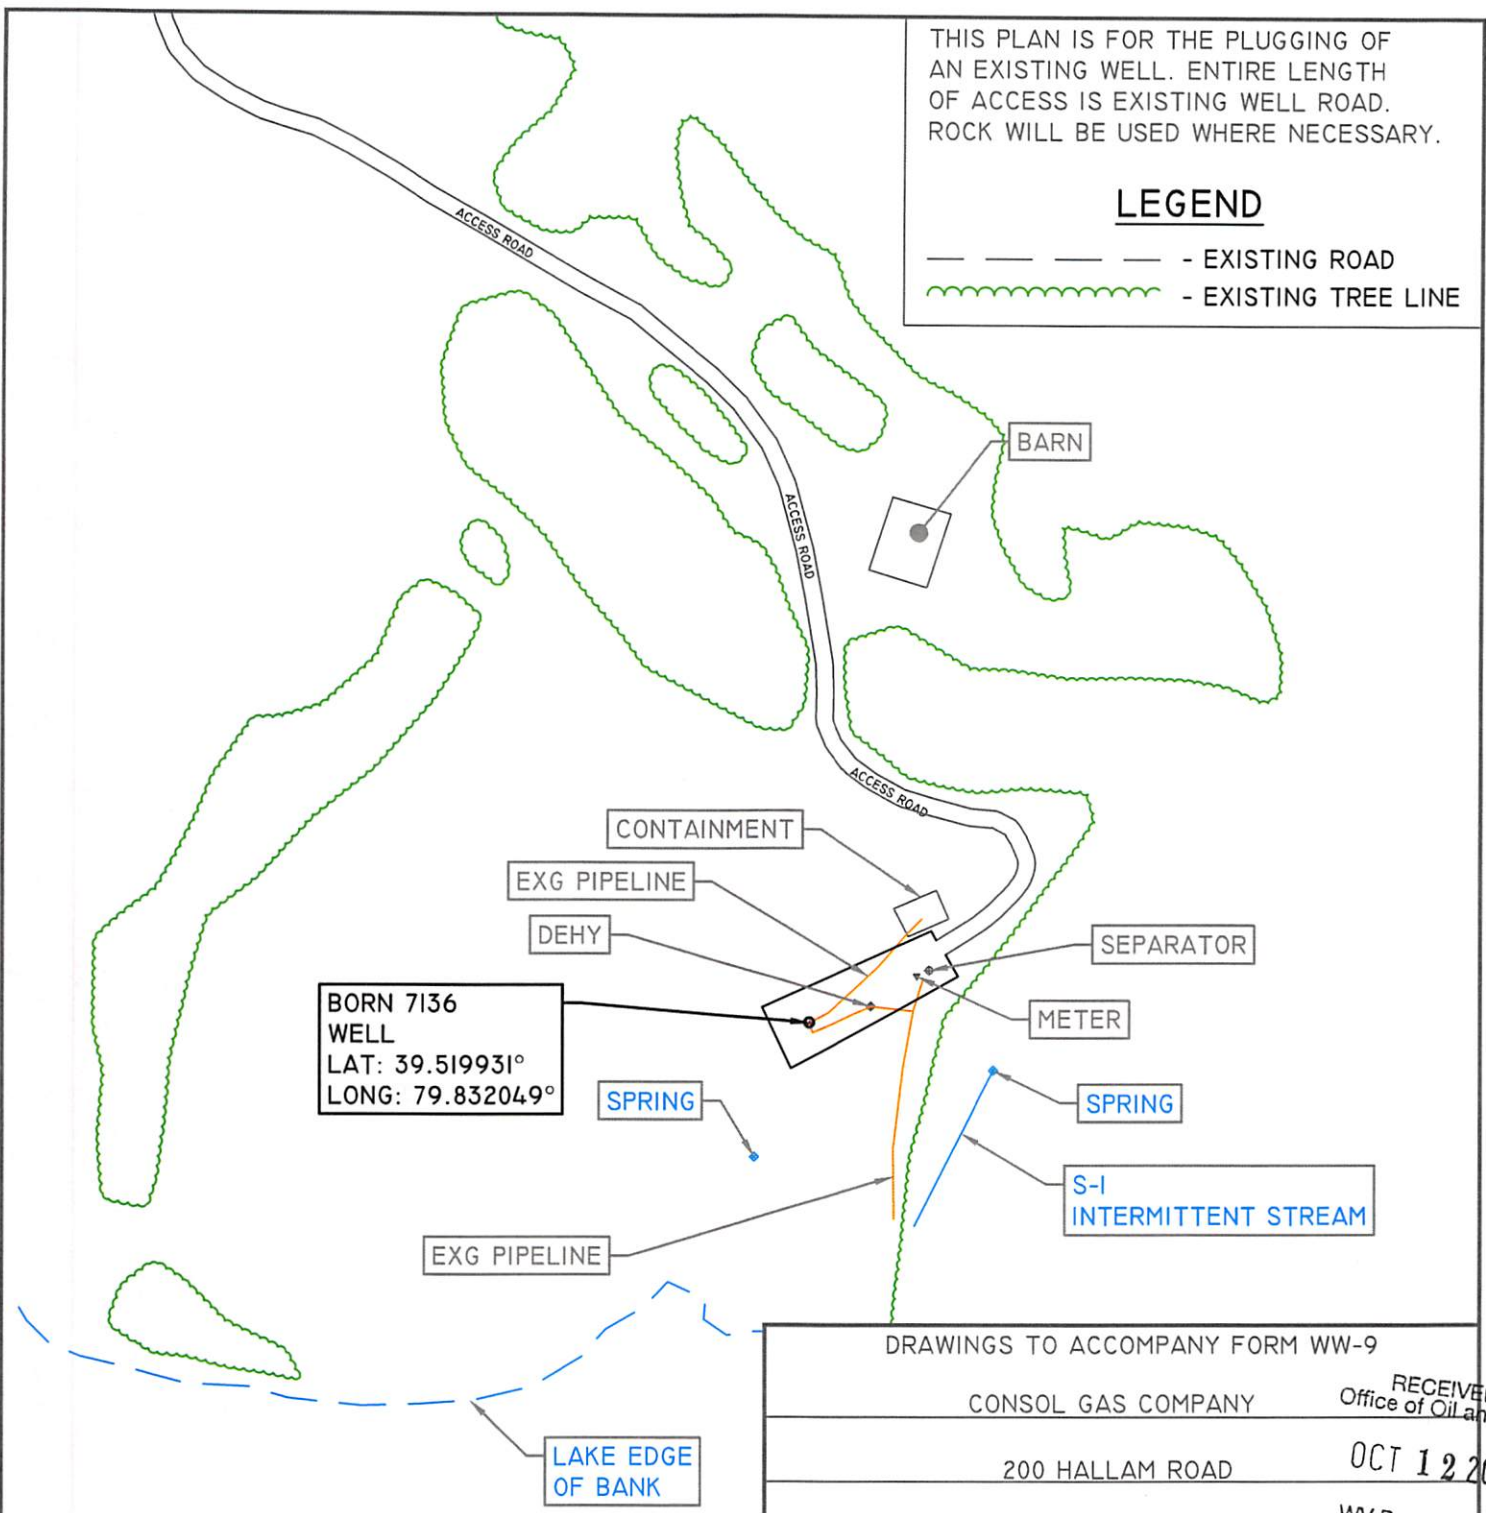 THIS PLAN IS FOR THE PLUGGING OF
AN EXISTING WELL. ENTIRE LENGTH
OF ACCESS IS EXISTING WELL ROAD.
ROCK WILL BE USED WHERE NECESSARY.
LEGEND
- EXISTING ROAD
- EXISTING TREE LINE
ACCESS ROAD
BARN
ACCESS ROAD
ACCESS ROAD
CONTAINMENT
EXG PIPELINE
DEHY
SEPARATOR
BORN 7136
WELL
LAT: 39.519931°
LONG: 79.832049°
METER
SPRING
SPRING
S-1
INTERMITTENT STREAM
EXG PIPELINE
LAKE EDGE
OF BANK
DRAWINGS TO ACCOMPANY FORM WW-9
CONSOL GAS COMPANY
RECEIVE
Office of Oil an
200 HALLAM ROAD
OCT 12 20